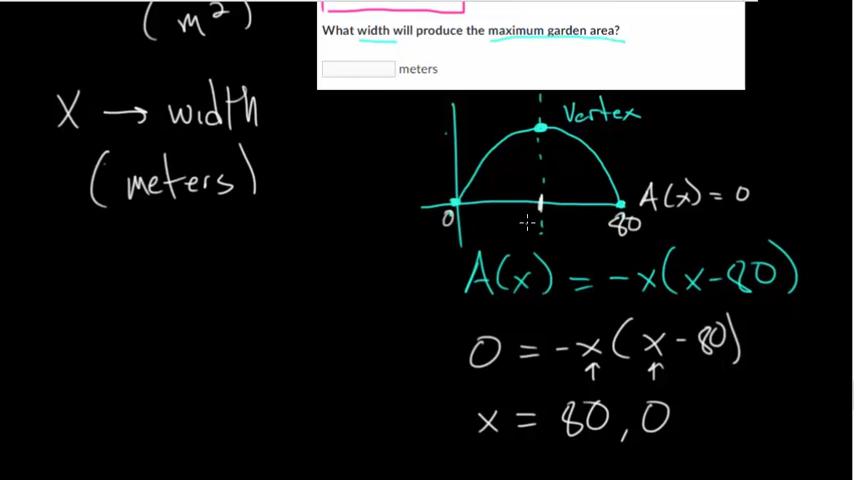 (m²)
What width will produce the maximum garden area?
meters
X → width
(meters)
Vertex
A(x) = 0
0
80
A(x) = -x(x-80)
0 = -x(x-80)
x = 80, 0